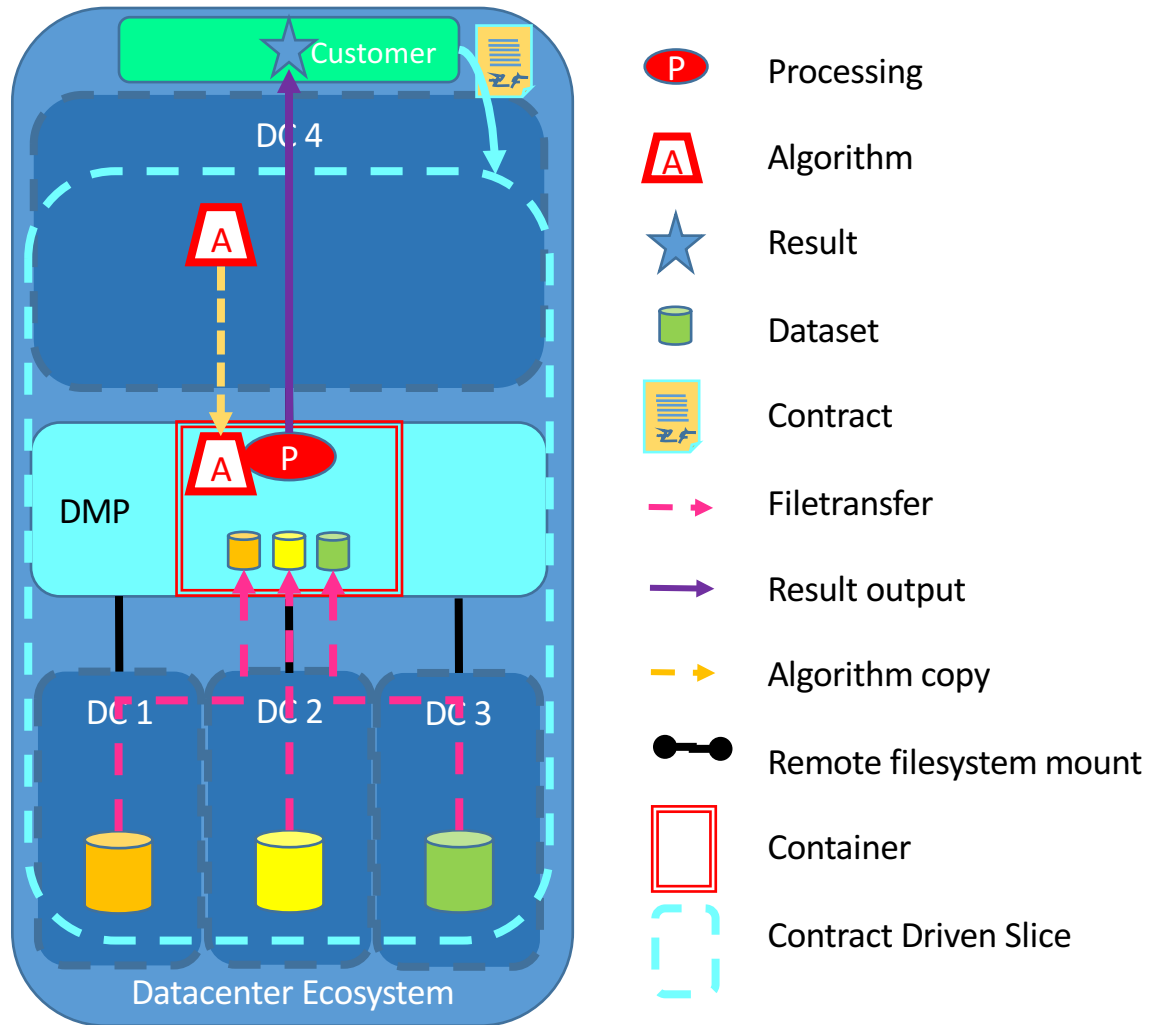 Customer
DC 4
A
A
P
DMP
DC 1
DC 2
DC 3
Datacenter Ecosystem
P
Processing
A
Algorithm
Result
Dataset
Contract
Filetransfer
Result output
Algorithm copy
Remote filesystem mount
Container
Contract Driven Slice